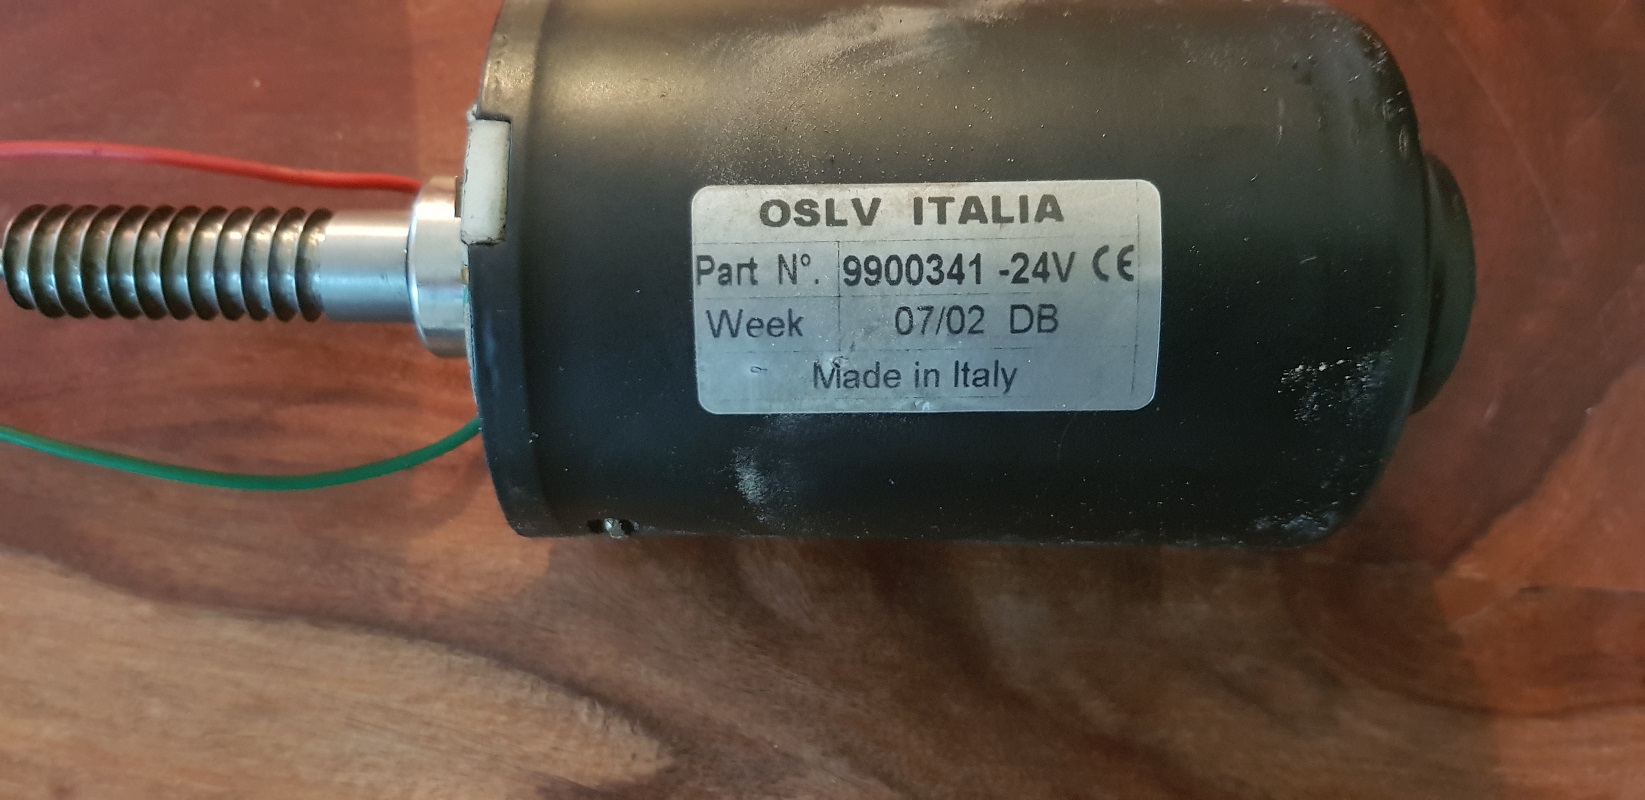 OSLV ITALIA
Part N°. 9900341 -24V CE
Week 07/02 DB
Made in Italy